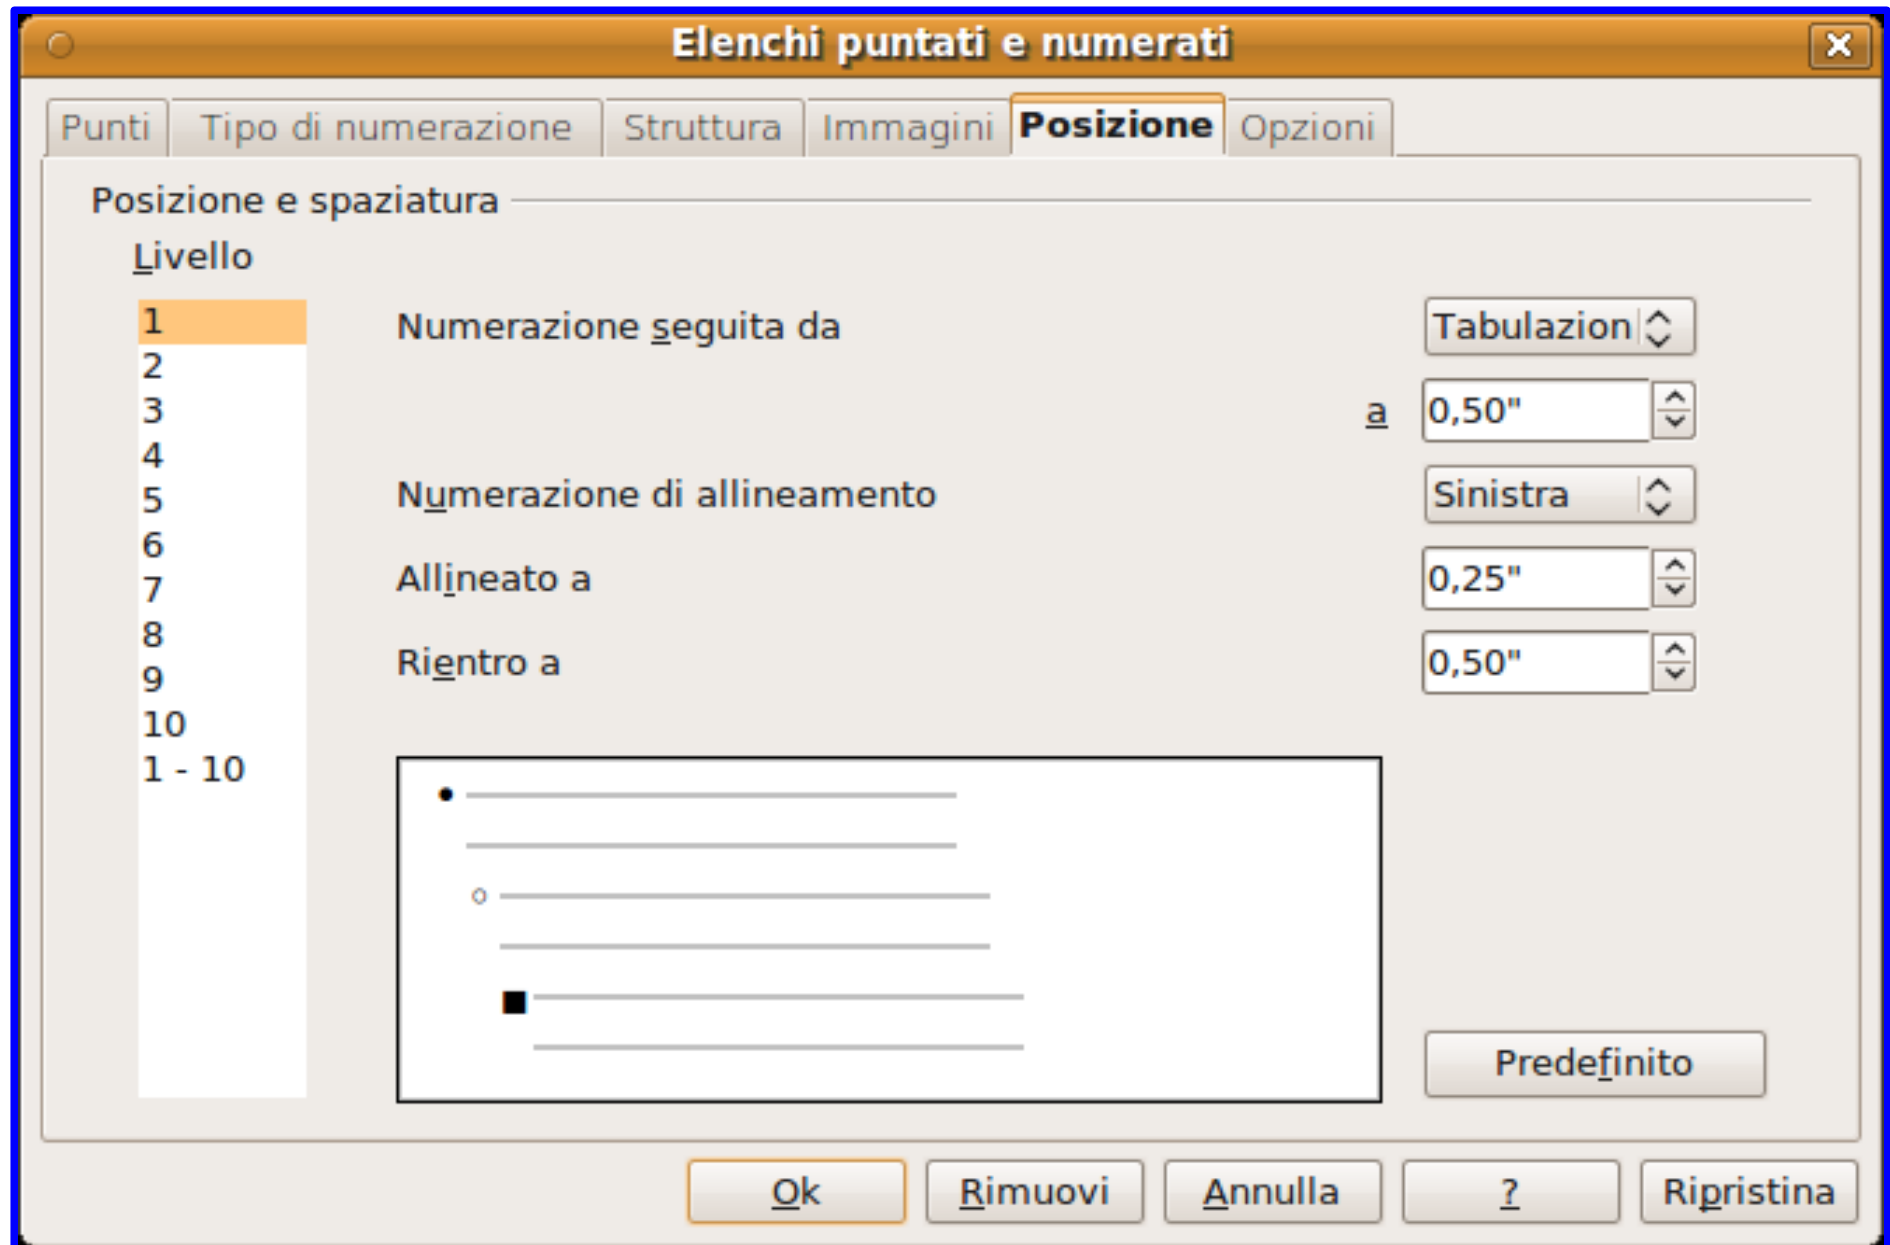 Elenchi puntati e numerati
Punti Tipo di numerazione Struttura Immagini Posizione Opzioni
Posizione e spaziatura
Livello
1
2
3
4
5
6
7
8
9
10
1 - 10
Numerazione seguita da Tabulazion
a 0,50"
Numerazione di allineamento Sinistra
Allineato a 0,25"
Rientro a 0,50"
Predefinito
Ok Rimuovi Annulla ? Ripristina